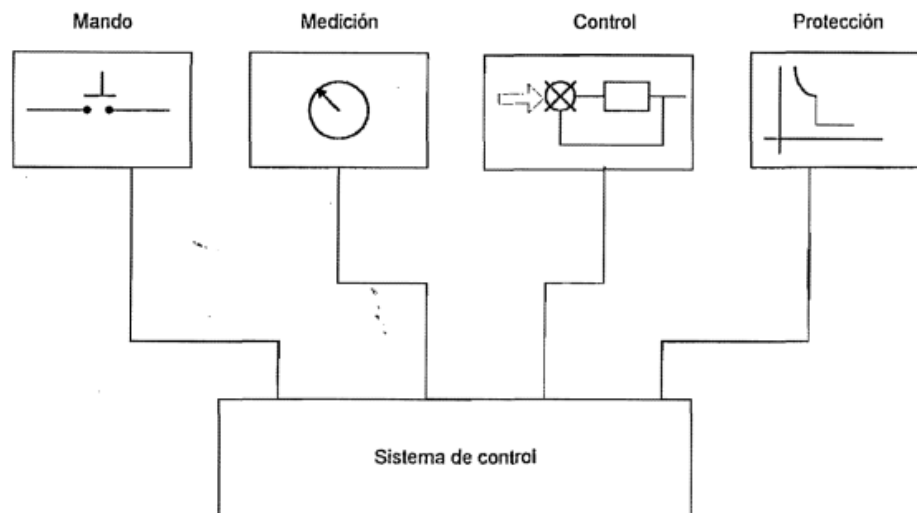 Mando
Medición
Control
Protección
Sistema de control